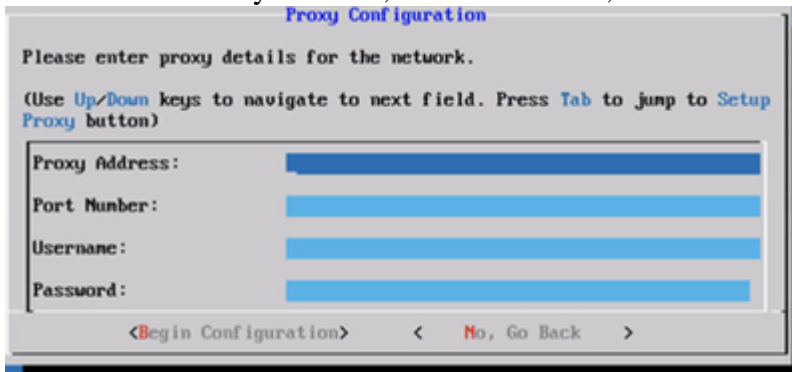 Proxy Configuration
Please enter proxy details for the network.
(Use Up/Down keys to navigate to next field. Press Tab to jump to Setup
Proxy button)
Proxy Address:
Port Number:
Username:
Password:
<Begin Configuration> < No, Go Back >